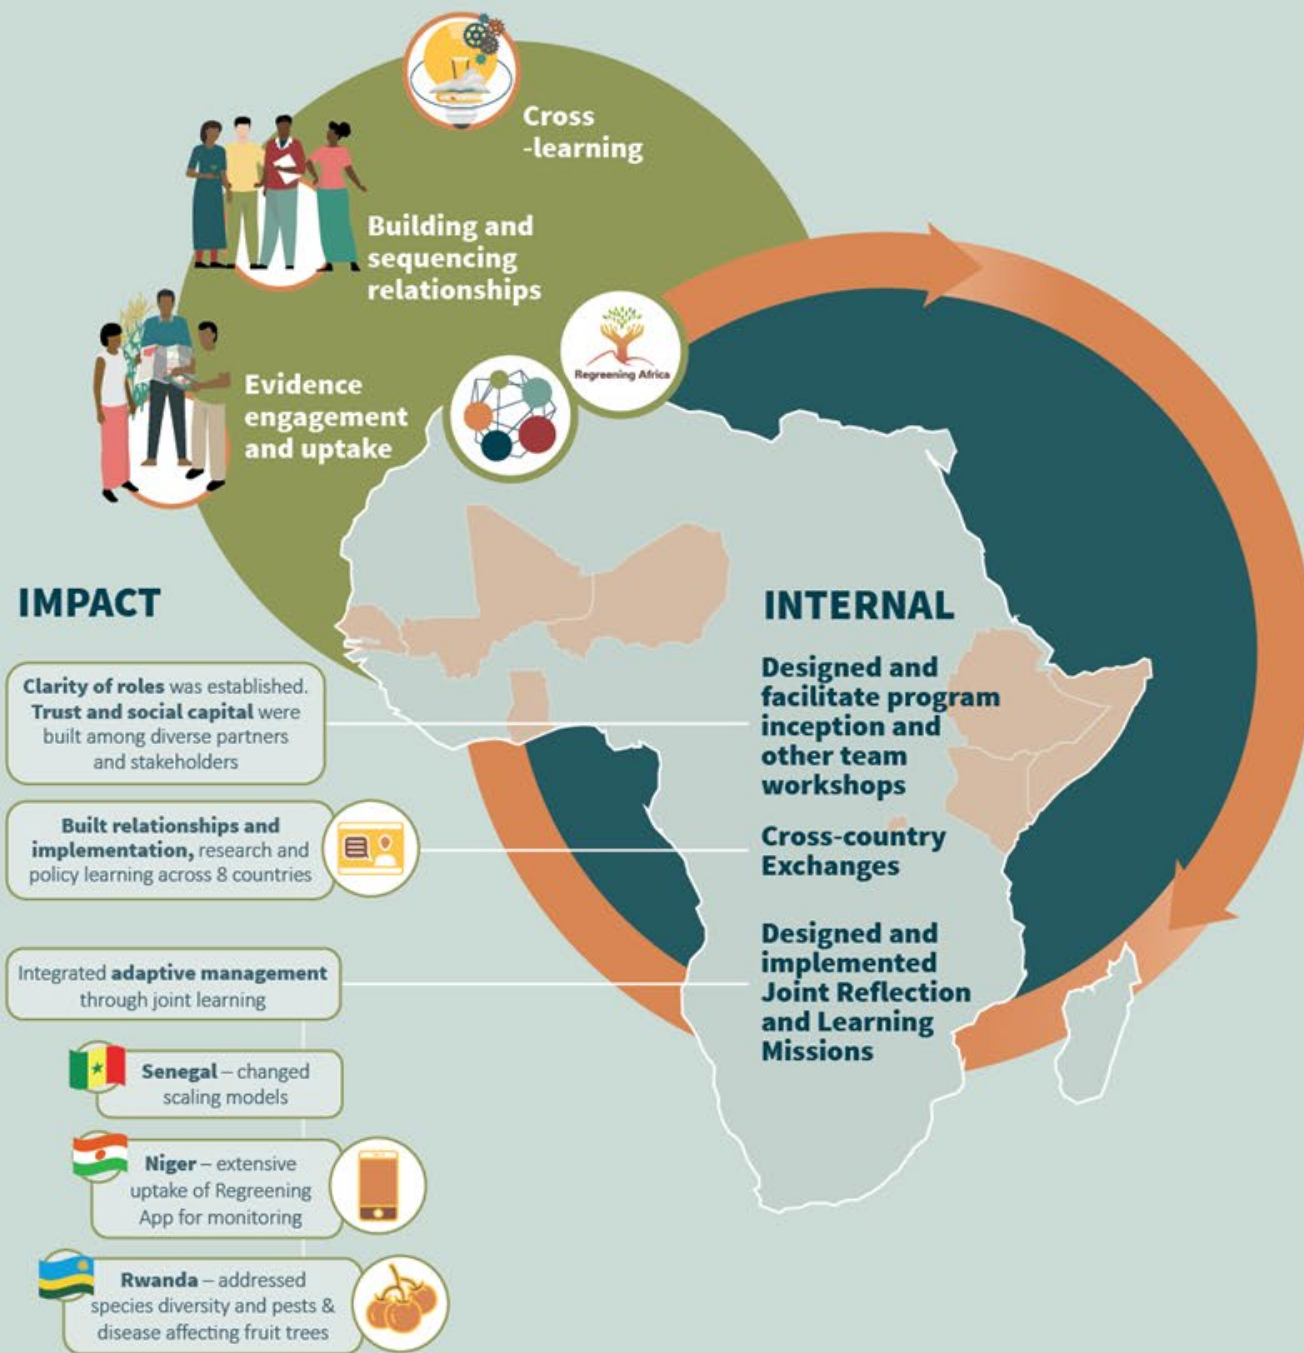 Cross
-learning
Building and
sequencing
relationships
Regreening Africa
Evidence
engagement
and uptake
IMPACT
Clarity of roles was established.
Trust and social capital were
built among diverse partners
and stakeholders
Built relationships and
implementation, research and
policy learning across 8 countries
Integrated adaptive management
through joint learning
Senegal – changed
scaling models
Niger – extensive
uptake of Regreening
App for monitoring
Rwanda – addressed
species diversity and pests &
disease affecting fruit trees
INTERNAL
Designed and
facilitate program
inception and
other team
workshops
Cross-country
Exchanges
Designed and
implemented
Joint Reflection
and Learning
Missions